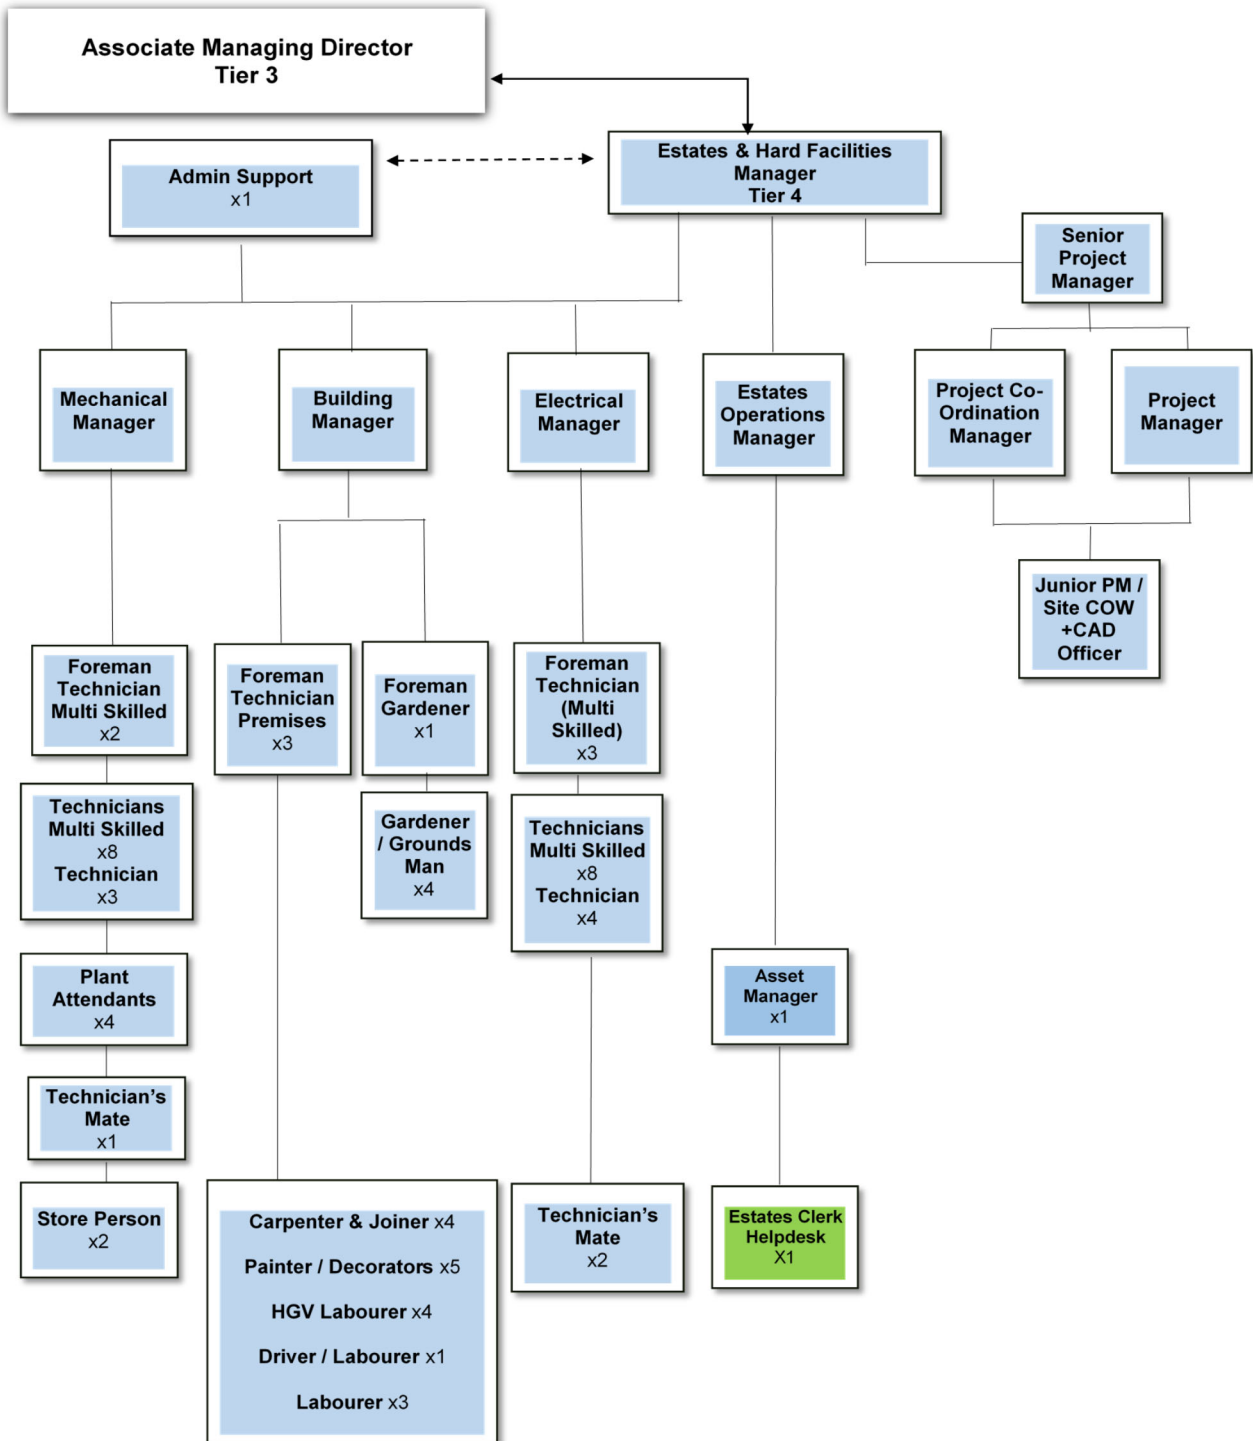 Associate Managing Director
Tier 3
Admin Support
x1
Estates & Hard Facilities
Manager
Tier 4
Senior
Project
Manager
Mechanical
Manager
Building
Manager
Electrical
Manager
Estates
Operations
Manager
Project Co-
Ordination
Manager
Project
Manager
Junior PM /
Site COW
+CAD
Officer
Foreman
Technician
Multi Skilled
x2
Foreman
Technician
Premises
x3
Foreman
Gardener
x1
Foreman
Technician
(Multi
Skilled)
x3
Technicians
Multi Skilled
x8
Technician
x3
Gardener
/ Grounds
Man
x4
Technicians
Multi Skilled
x8
Technician
x4
Plant
Attendants
x4
Asset
Manager
x1
Technician's
Mate
x1
Store Person
x2
Carpenter & Joiner x4
Painter / Decorators x5
HGV Labourer x4
Driver / Labourer x1
Labourer x3
Technician's
Mate
x2
Estates Clerk
Helpdesk
X1